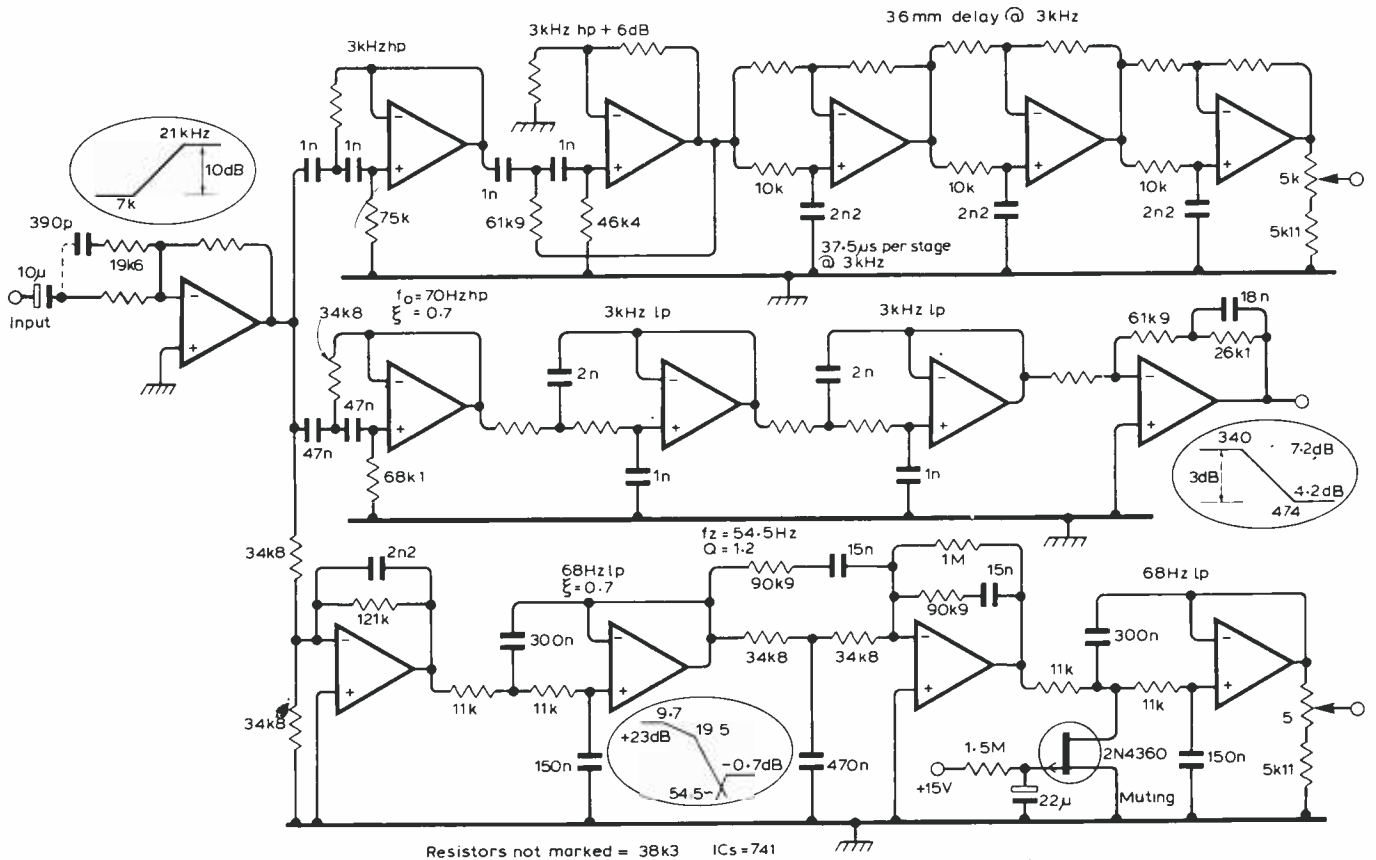 36mm delay @ 3kHz
3kHz hp + 6dB
3kHz hp
21kHz
10dB
7k
1n
1n
1n
1n
75k
61k9
46k4
10k
10k
10k
2n2
2n2
2n2
37·5µs per stage
@ 3kHz
5k
5k11
390p
19k6
10µ
Input
−
+
−
+
−
+
−
+
−
+
−
+
f₀=70Hz hp
ξ = 0.7
34k8
3kHz lp
3kHz lp
18n
61k9
26k1
2n
2n
47n
47n
68k1
1n
1n
−
+
−
+
−
+
−
+
340
7.2dB
3dB
4.2dB
474
34k8
34k8
2n2
121k
68Hz lp
ξ=0.7
300n
11k
11k
150n
fz = 54·5Hz
Q = 1.2
90k9
15n
34k8
34k8
470n
1M
15n
90k9
−
+
−
+
−
+
−
+
9·7
+23dB
19 5
−0·7dB
54.5~
68Hz lp
300n
11k
11k
150n
2N4360
1.5M
+15V
22µ
Muting
5
5k11
Resistors not marked = 38k3 ICs = 741